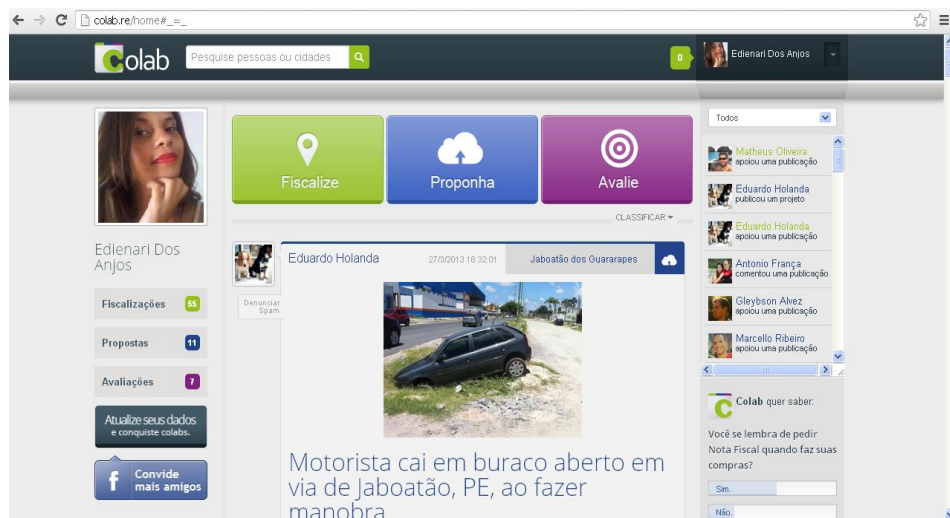 colab.re/home#_=_
Colab
Pesquise pessoas ou cidades
0
Edienari Dos Anjos
Edienari Dos
Anjos
Fiscalizações 55
Propostas 11
Avaliações 7
Atualize seus dados
e conquiste colabs.
f Convide
mais amigos
Fiscalize
Proponha
Avalie
CLASSIFICAR
Eduardo Holanda
27/3/2013 16:32:01
Jaboatão dos Guararapes
Denunciar
Spam
Motorista cai em buraco aberto em
via de Jaboatão, PE, ao fazer
manobra
Todos
Matheus Oliveira
apoiou uma publicação
Eduardo Holanda
publicou um projeto
Eduardo Holanda
apoiou uma publicação
Antonio França
comentou uma publicação
Gleybson Alvez
apoiou uma publicação
Marcello Ribeiro
apoiou uma publicação
Colab quer saber:
Você se lembra de pedir
Nota Fiscal quando faz suas
compras?
Sim.
Não.